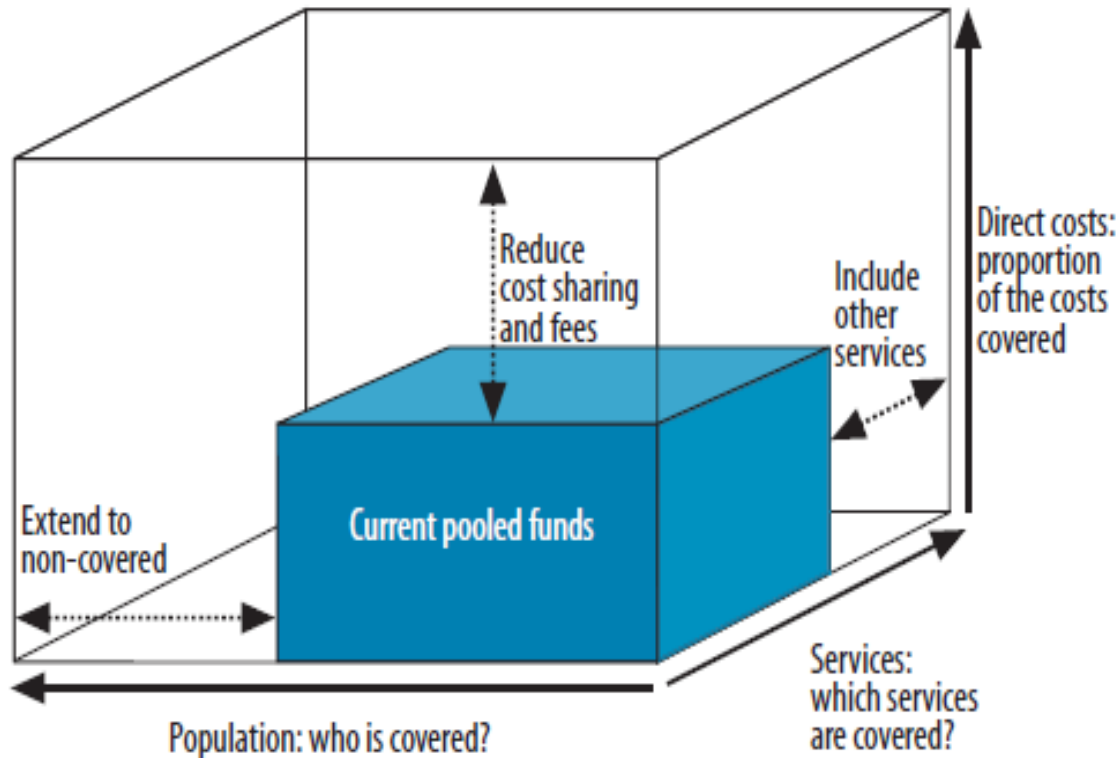 Reduce
cost sharing
and fees
Include
other
services
Direct costs:
proportion
of the costs
covered
Extend to
non-covered
Current pooled funds
Services:
which services
are covered?
Population: who is covered?